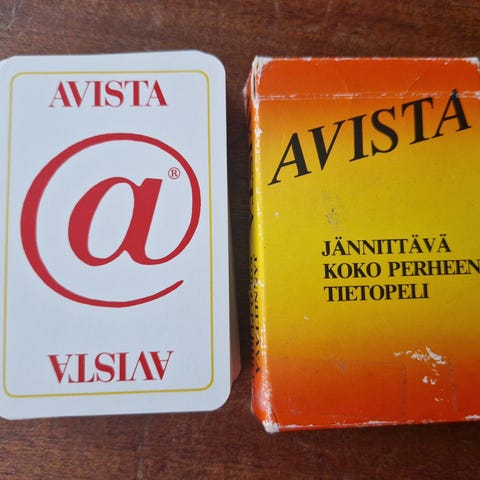 AVISTA
@®
AVISTA
AVISTA
JÄNNITTÄVÄ
KOKO PERHEEN
TIETOPELI